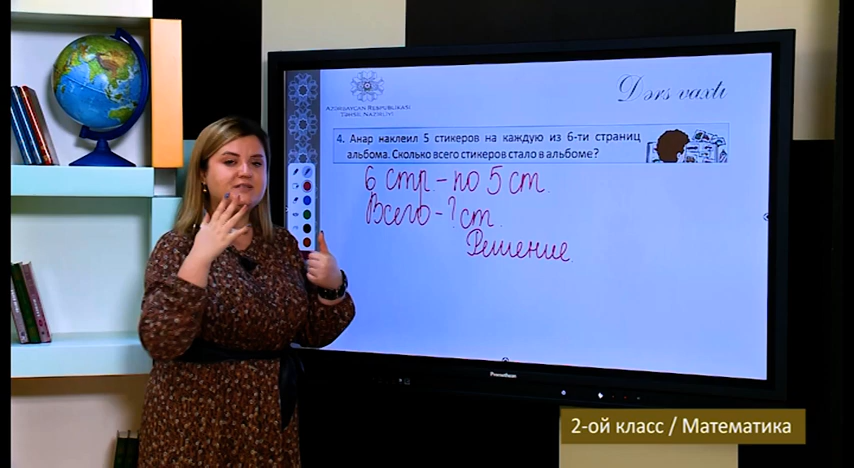 Dərs vaxtı
AZƏRBAYCAN RESPUBLİKASI
TƏHSİL NAZİRLİYİ
4. Анар наклеил 5 стикеров на каждую из 6-ти страниц
альбома. Сколько всего стикеров стало в альбоме?
6 стр – по 5 ст.
Всего – ? ст.
Решение
Promethean
2-ой класс / Математика